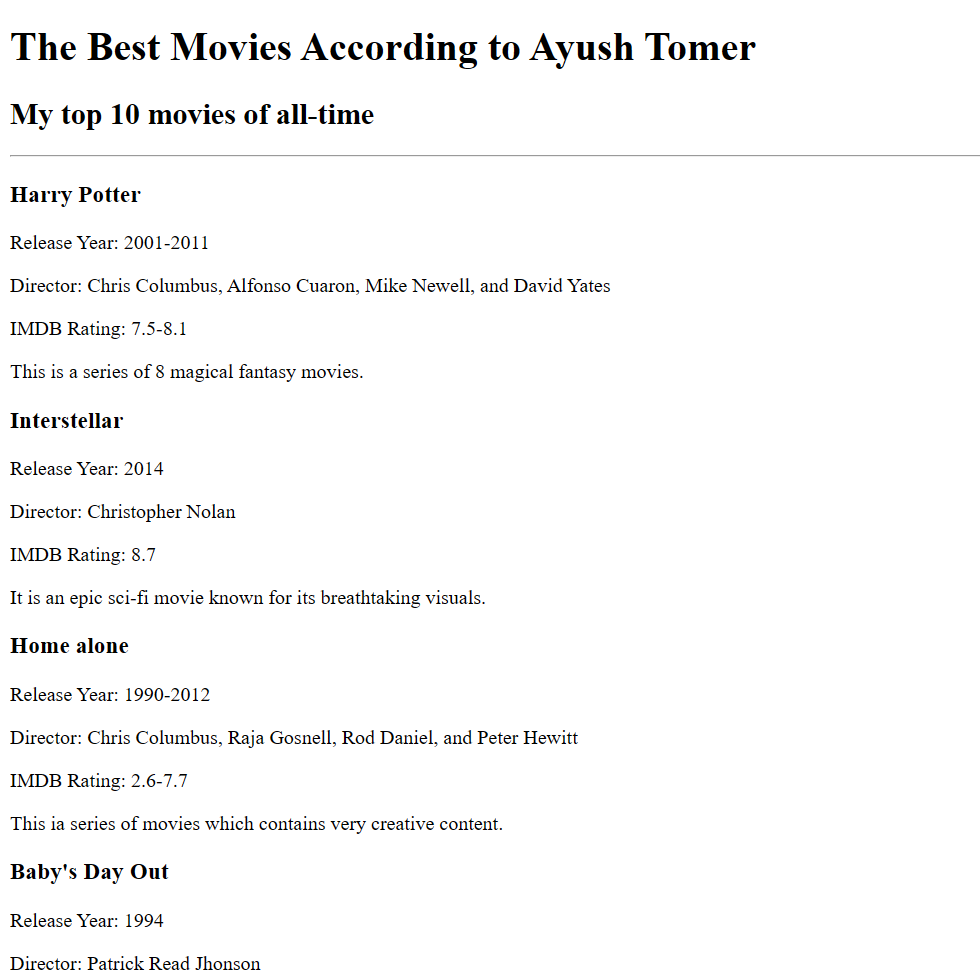 The Best Movies According to Ayush Tomer
My top 10 movies of all-time
Harry Potter
Release Year: 2001-2011
Director: Chris Columbus, Alfonso Cuaron, Mike Newell, and David Yates
IMDB Rating: 7.5-8.1
This is a series of 8 magical fantasy movies.
Interstellar
Release Year: 2014
Director: Christopher Nolan
IMDB Rating: 8.7
It is an epic sci-fi movie known for its breathtaking visuals.
Home alone
Release Year: 1990-2012
Director: Chris Columbus, Raja Gosnell, Rod Daniel, and Peter Hewitt
IMDB Rating: 2.6-7.7
This ia series of movies which contains very creative content.
Baby's Day Out
Release Year: 1994
Director: Patrick Read Jhonson